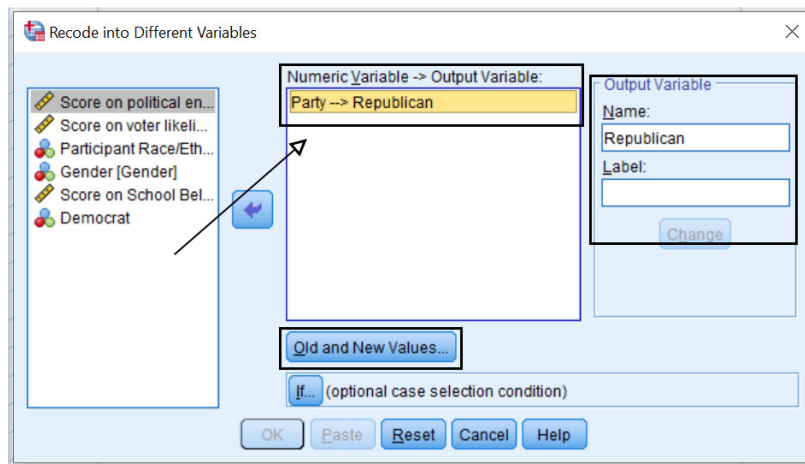 Recode into Different Variables
Score on political en...
Score on voter likeli...
Participant Race/Eth...
Gender [Gender]
Score on School Bel...
Democrat
Numeric Variable -> Output Variable:
Party --> Republican
Output Variable
Name:
Republican
Label:
Change
Old and New Values...
If... (optional case selection condition)
OK Paste Reset Cancel Help